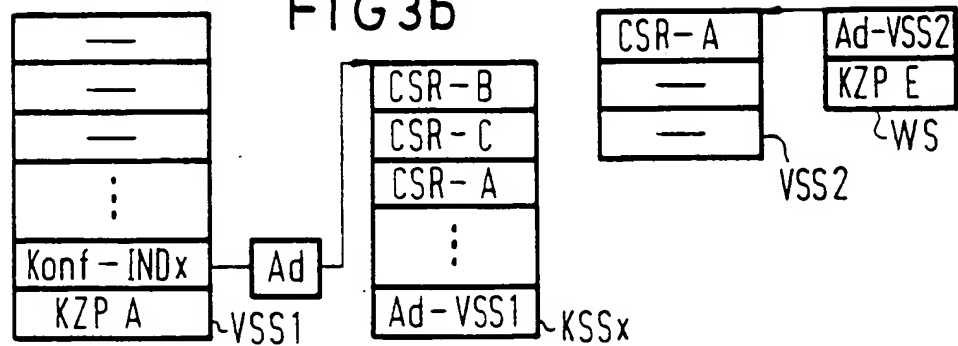 FIG 3b
—
—
—
Konf-INDx
KZP A
VSS1
Ad
CSR-B
CSR-C
CSR-A
Ad-VSS1
KSSx
CSR-A
—
—
VSS2
Ad-VSS2
KZP E
WS